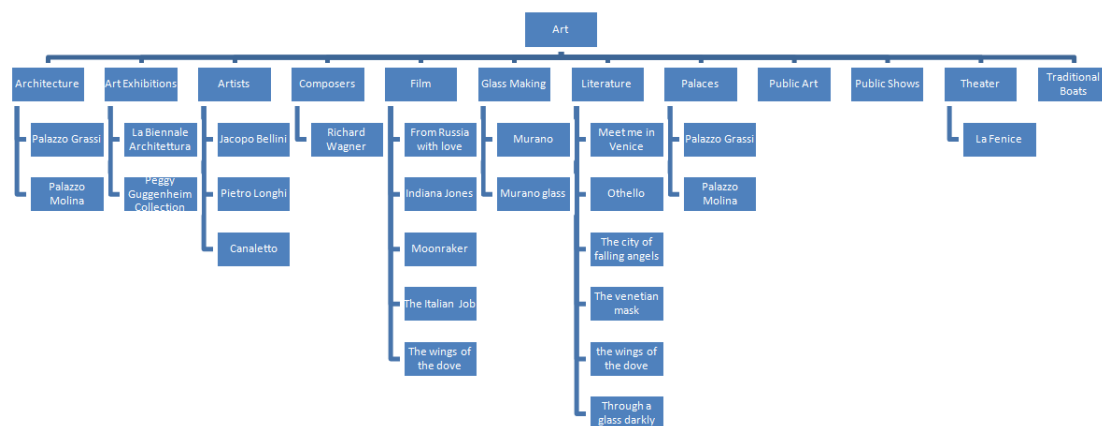 Art
Architecture
Art Exhibitions
Artists
Composers
Film
Glass Making
Literature
Palaces
Public Art
Public Shows
Theater
Traditional
Boats
Palazzo Grassi
Palazzo
Molina
La Biennale
Architettura
Peggy
Guggenheim
Collection
Jacopo Bellini
Pietro Longhi
Canaletto
Richard
Wagner
From Russia
with love
Indiana Jones
Moonraker
The Italian Job
The wings of
the dove
Murano
Murano glass
Meet me in
Venice
Othello
The city of
falling angels
The venetian
mask
the wings of
the dove
Through a
glass darkly
Palazzo Grassi
Palazzo
Molina
La Fenice